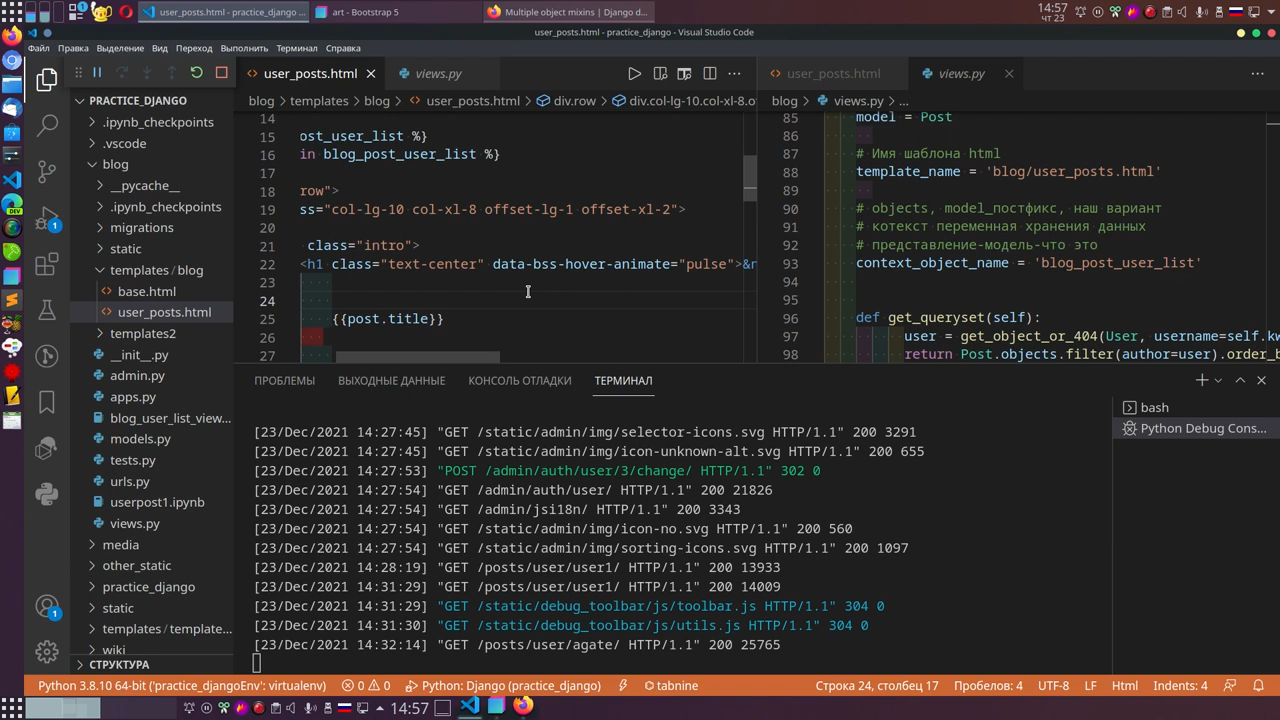 user_posts.html - practice_django ...
art - Bootstrap 5
Multiple object mixins | Django d...
14:57
чт 23
user_posts.html - practice_django - Visual Studio Code
Файл Правка Выделение Вид Переход Выполнить Терминал Справка
user_posts.html
views.py
user_posts.html
views.py
PRACTICE_DJANGO
.ipynb_checkpoints
.vscode
blog
__pycache__
.ipynb_checkpoints
migrations
static
templates/blog
base.html
user_posts.html
templates2
__init__.py
admin.py
apps.py
blog_user_list_view...
models.py
tests.py
urls.py
userpost1.ipynb
views.py
media
other_static
practice_django
static
templates/template...
wiki
СТРУКТУРА
DEV
1
1
blog > templates > blog > user_posts.html > div.row > div.col-lg-10.col-xl-8.o
14
15 ost_user_list %}
16 in blog_post_user_list %}
17
18 row">
19 ss="col-lg-10 col-xl-8 offset-lg-1 offset-xl-2">
20
21 class="intro">
22 <h1 class="text-center" data-bss-hover-animate="pulse">&n
23
24
25 {{post.title}}
26
27
blog > views.py > ...
85 model = Post
86
87 # Имя шаблона html
88 template_name = 'blog/user_posts.html'
89
90 # objects, model_постфикс, наш вариант
91 # котекст переменная хранения данных
92 # представление-модель-что это
93 context_object_name = 'blog_post_user_list'
94
95
96 def get_queryset(self):
97 user = get_object_or_404(User, username=self.kw
98 return Post.objects.filter(author=user).order_b
ПРОБЛЕМЫ ВЫХОДНЫЕ ДАННЫЕ КОНСОЛЬ ОТЛАДКИ ТЕРМИНАЛ
bash
Python Debug Cons...
[23/Dec/2021 14:27:45] "GET /static/admin/img/selector-icons.svg HTTP/1.1" 200 3291
[23/Dec/2021 14:27:45] "GET /static/admin/img/icon-unknown-alt.svg HTTP/1.1" 200 655
[23/Dec/2021 14:27:53] "POST /admin/auth/user/3/change/ HTTP/1.1" 302 0
[23/Dec/2021 14:27:54] "GET /admin/auth/user/ HTTP/1.1" 200 21826
[23/Dec/2021 14:27:54] "GET /admin/jsi18n/ HTTP/1.1" 200 3343
[23/Dec/2021 14:27:54] "GET /static/admin/img/icon-no.svg HTTP/1.1" 200 560
[23/Dec/2021 14:27:54] "GET /static/admin/img/sorting-icons.svg HTTP/1.1" 200 1097
[23/Dec/2021 14:28:19] "GET /posts/user/user1/ HTTP/1.1" 200 13933
[23/Dec/2021 14:31:29] "GET /posts/user/user1/ HTTP/1.1" 200 14009
[23/Dec/2021 14:31:29] "GET /static/debug_toolbar/js/toolbar.js HTTP/1.1" 304 0
[23/Dec/2021 14:31:30] "GET /static/debug_toolbar/js/utils.js HTTP/1.1" 304 0
[23/Dec/2021 14:32:14] "GET /posts/user/agate/ HTTP/1.1" 200 25765
Python 3.8.10 64-bit ('practice_djangoEnv': virtualenv) 0 0 Python: Django (practice_django) tabnine Строка 24, столбец 17 Пробелов: 4 UTF-8 LF Html Indents: 4
14:57